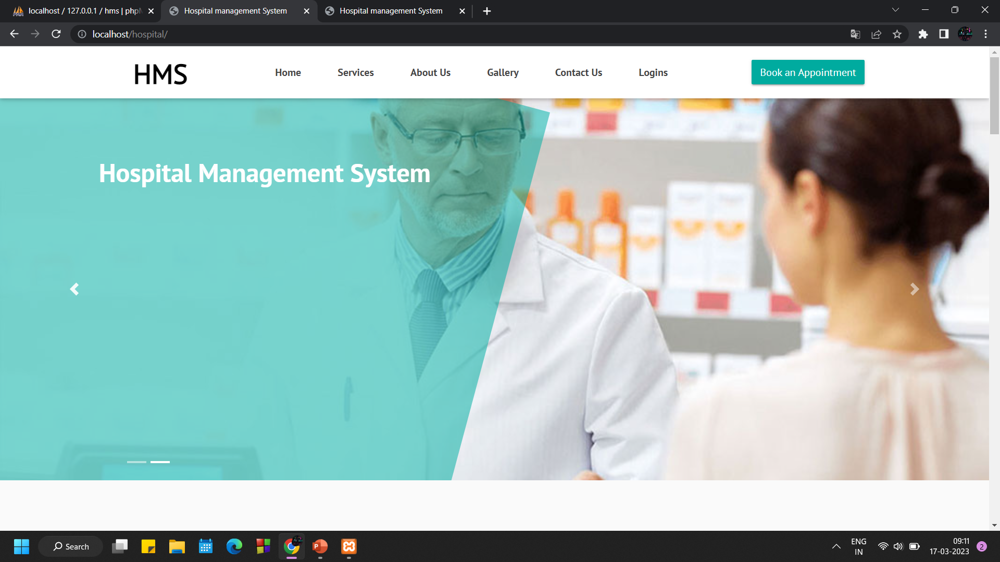 localhost / 127.0.0.1 / hms | phpM
Hospital management System
Hospital management System
localhost/hospital/
HMS
Home
Services
About Us
Gallery
Contact Us
Logins
Book an Appointment
Hospital Management System
Search
ENG
IN
09:11
17-03-2023
2